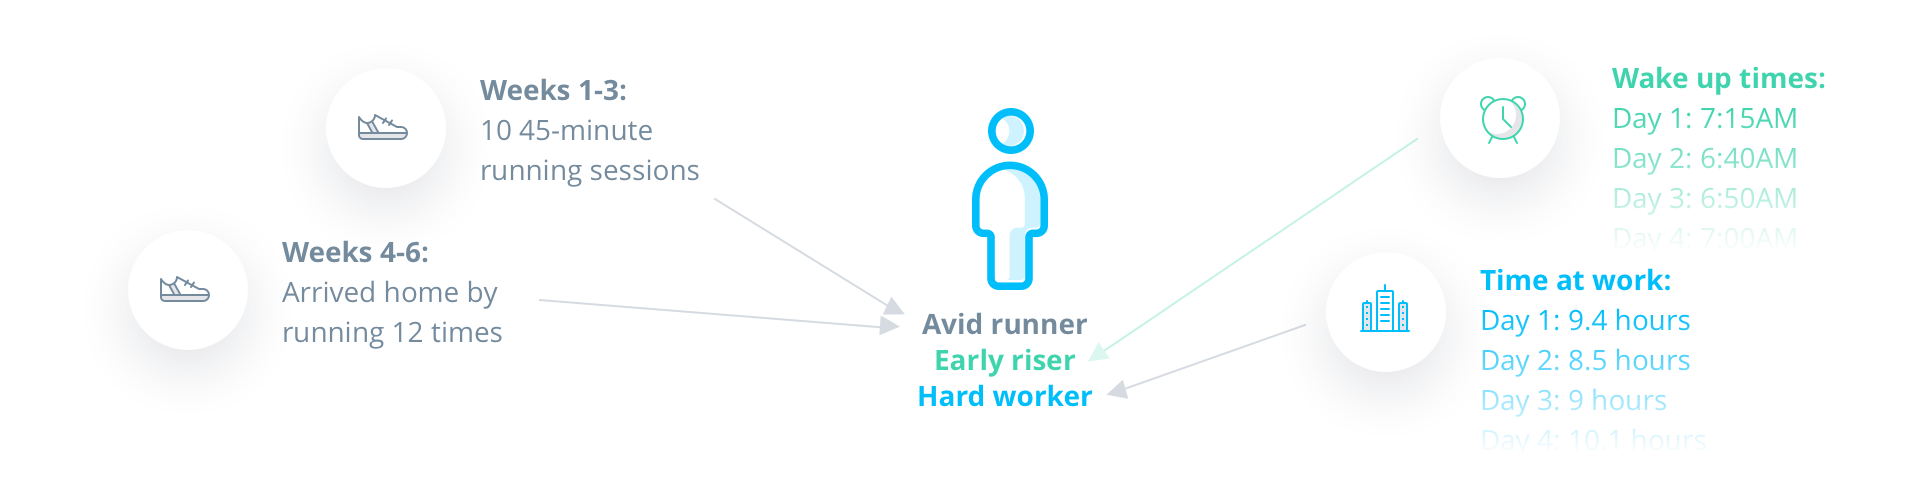 Weeks 1-3:
10 45-minute
running sessions
Weeks 4-6:
Arrived home by
running 12 times
Avid runner
Early riser
Hard worker
Wake up times:
Day 1: 7:15AM
Day 2: 6:40AM
Day 3: 6:50AM
Day 4: 7:00AM
Time at work:
Day 1: 9.4 hours
Day 2: 8.5 hours
Day 3: 9 hours
Day 4: 10.1 hours